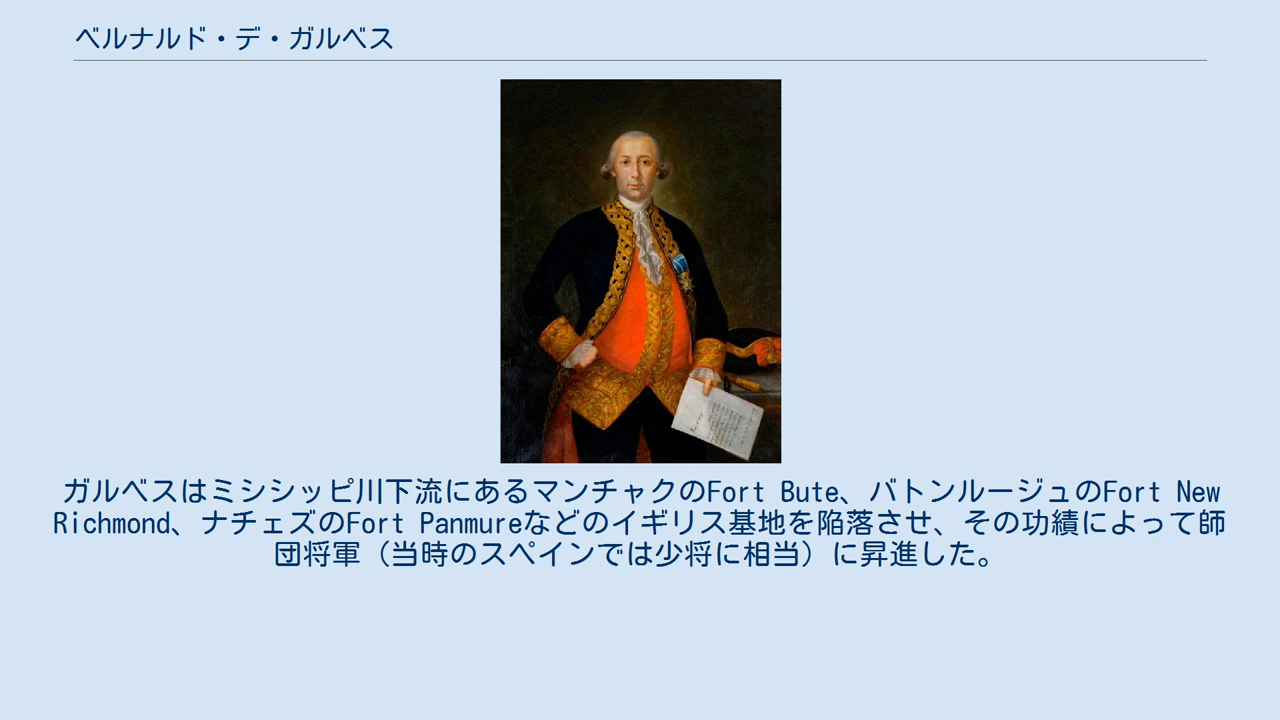 ベルナルド・デ・ガルベス
ガルベスはミシシッピ川下流にあるマンチャクのFort Bute、バトンルージュのFort New
Richmond、ナチェズのFort Panmureなどのイギリス基地を陥落させ、その功績によって師
団将軍（当時のスペインでは少将に相当）に昇進した。